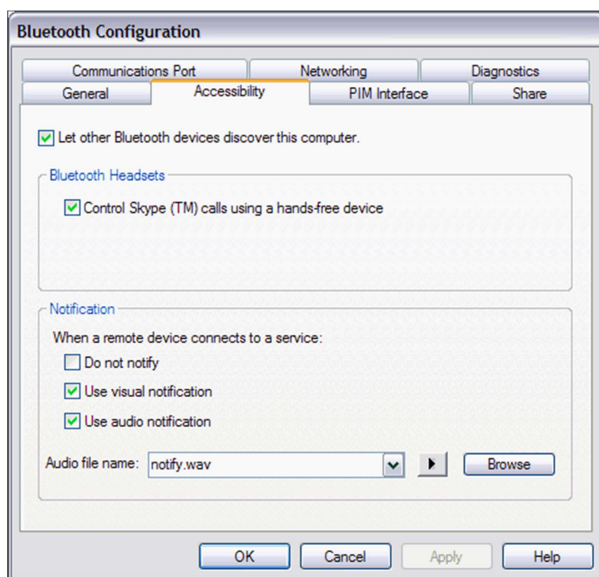 Bluetooth Configuration
Communications Port Networking Diagnostics
General Accessibility PIM Interface Share
Let other Bluetooth devices discover this computer.
Bluetooth Headsets
Control Skype (TM) calls using a hands-free device
Notification
When a remote device connects to a service:
Do not notify
Use visual notification
Use audio notification
Audio file name: notify.wav Browse
OK Cancel Apply Help